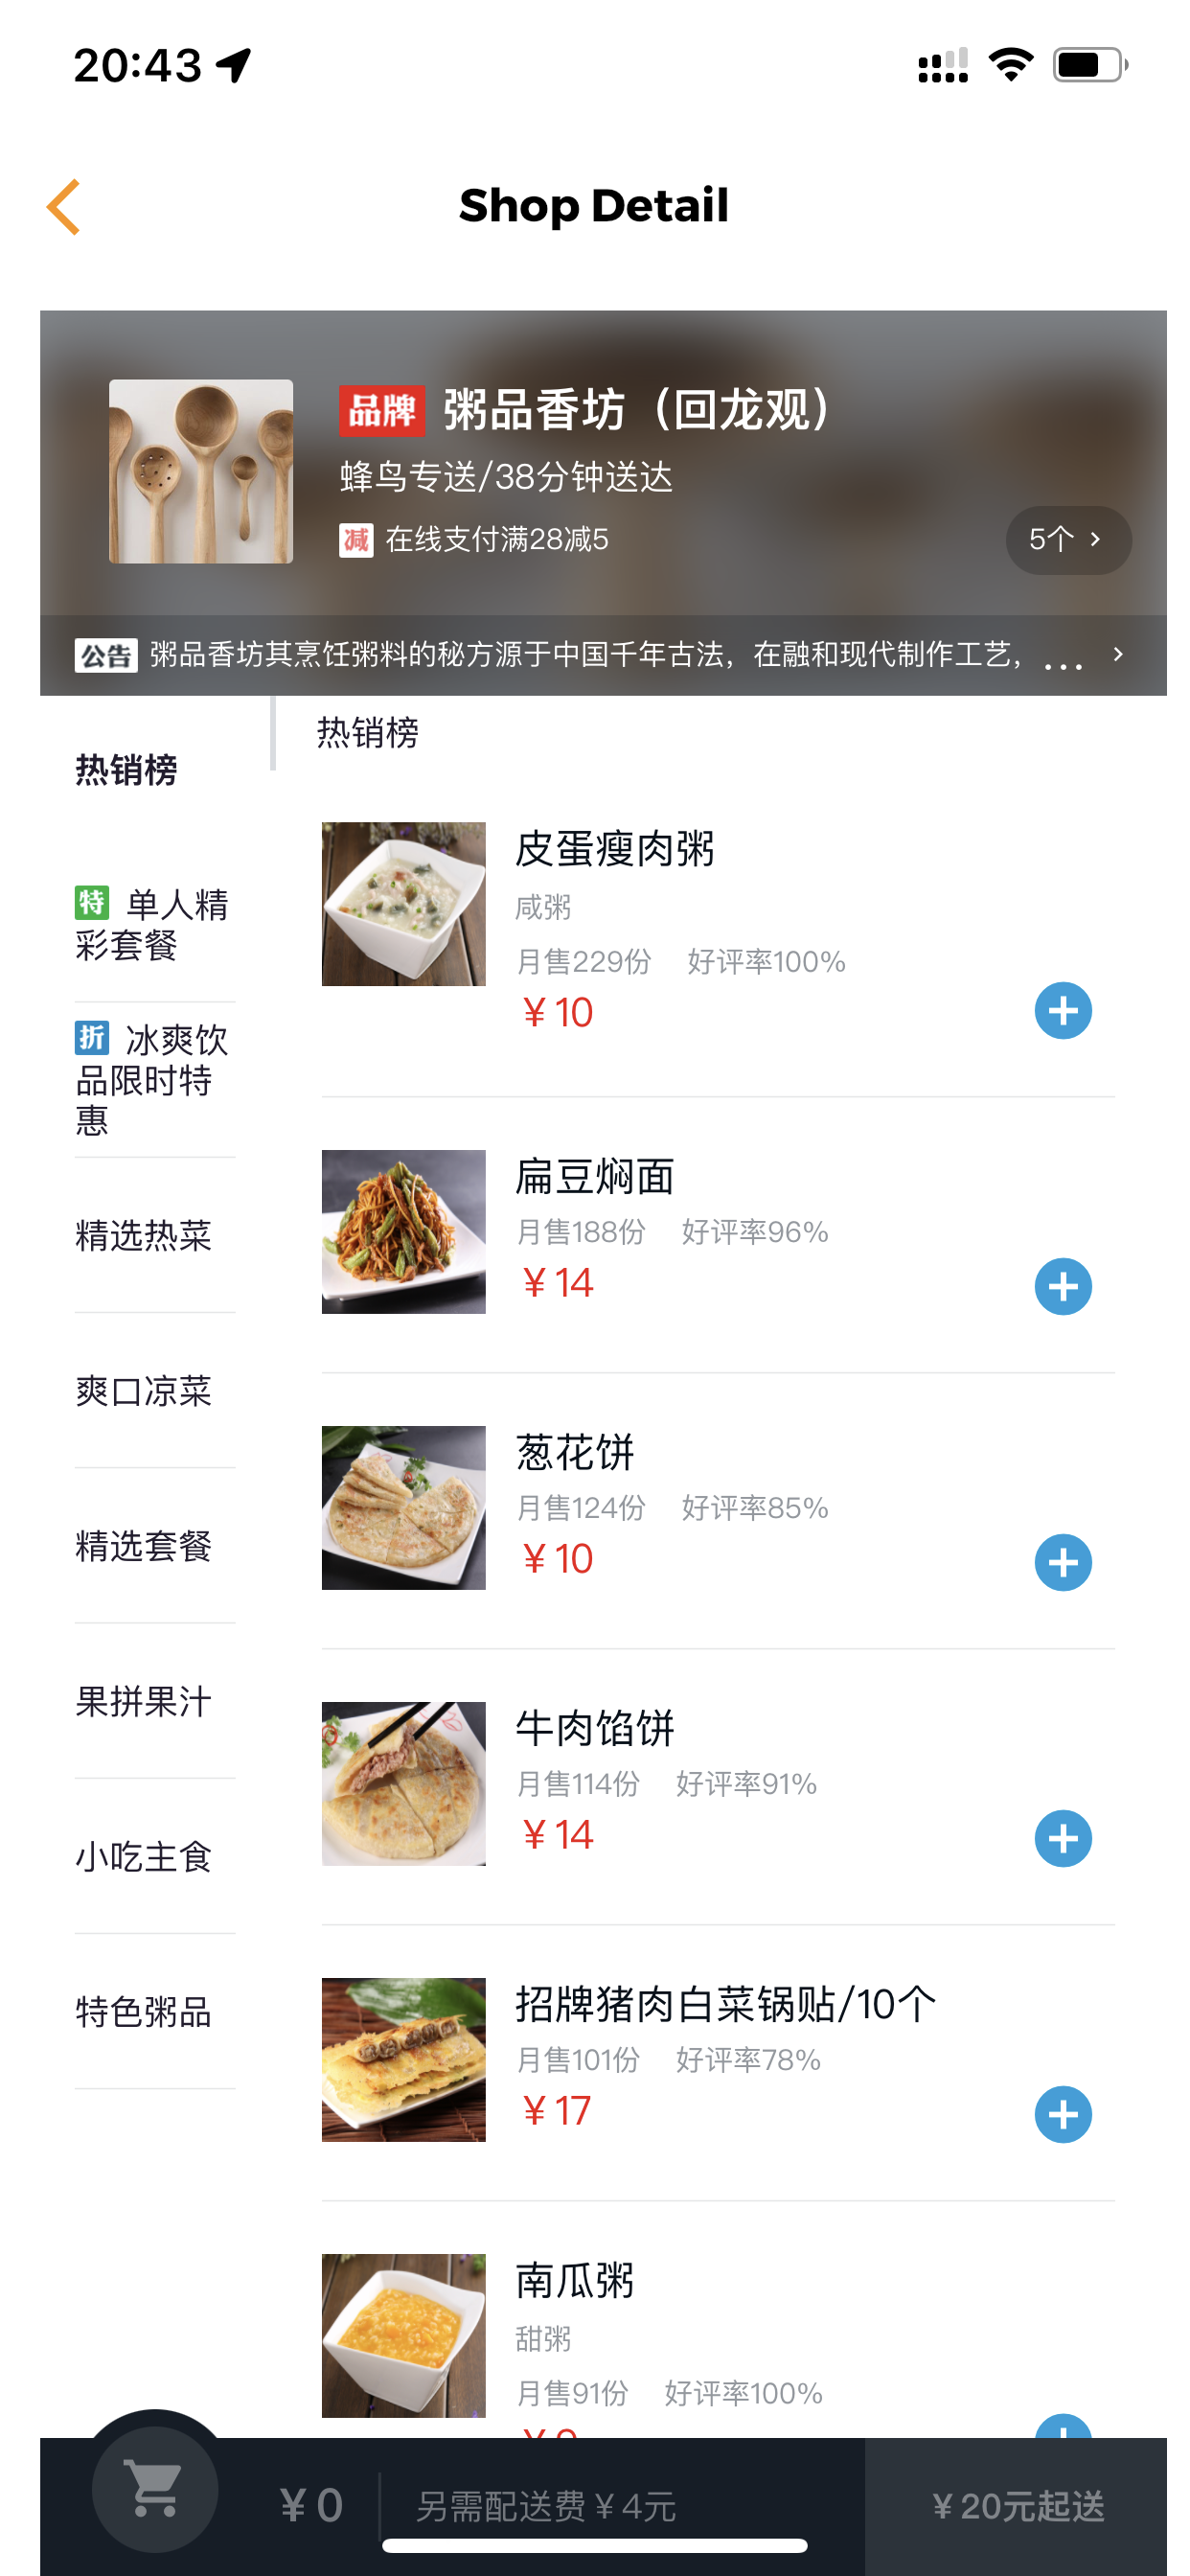 20:43
Shop Detail
品牌 粥品香坊（回龙观）
蜂鸟专送/38分钟送达
减 在线支付满28减5
5个
公告 粥品香坊其烹饪粥料的秘方源于中国千年古法，在融和现代制作工艺，...
热销榜
特 单人精
彩套餐
折 冰爽饮
品限时特
惠
精选热菜
爽口凉菜
精选套餐
果拼果汁
小吃主食
特色粥品
热销榜
皮蛋瘦肉粥
咸粥
月售229份 好评率100%
¥10
扁豆焖面
月售188份 好评率96%
¥14
葱花饼
月售124份 好评率85%
¥10
牛肉馅饼
月售114份 好评率91%
¥14
招牌猪肉白菜锅贴/10个
月售101份 好评率78%
¥17
南瓜粥
甜粥
月售91份 好评率100%
¥0 另需配送费¥4元 ¥20元起送